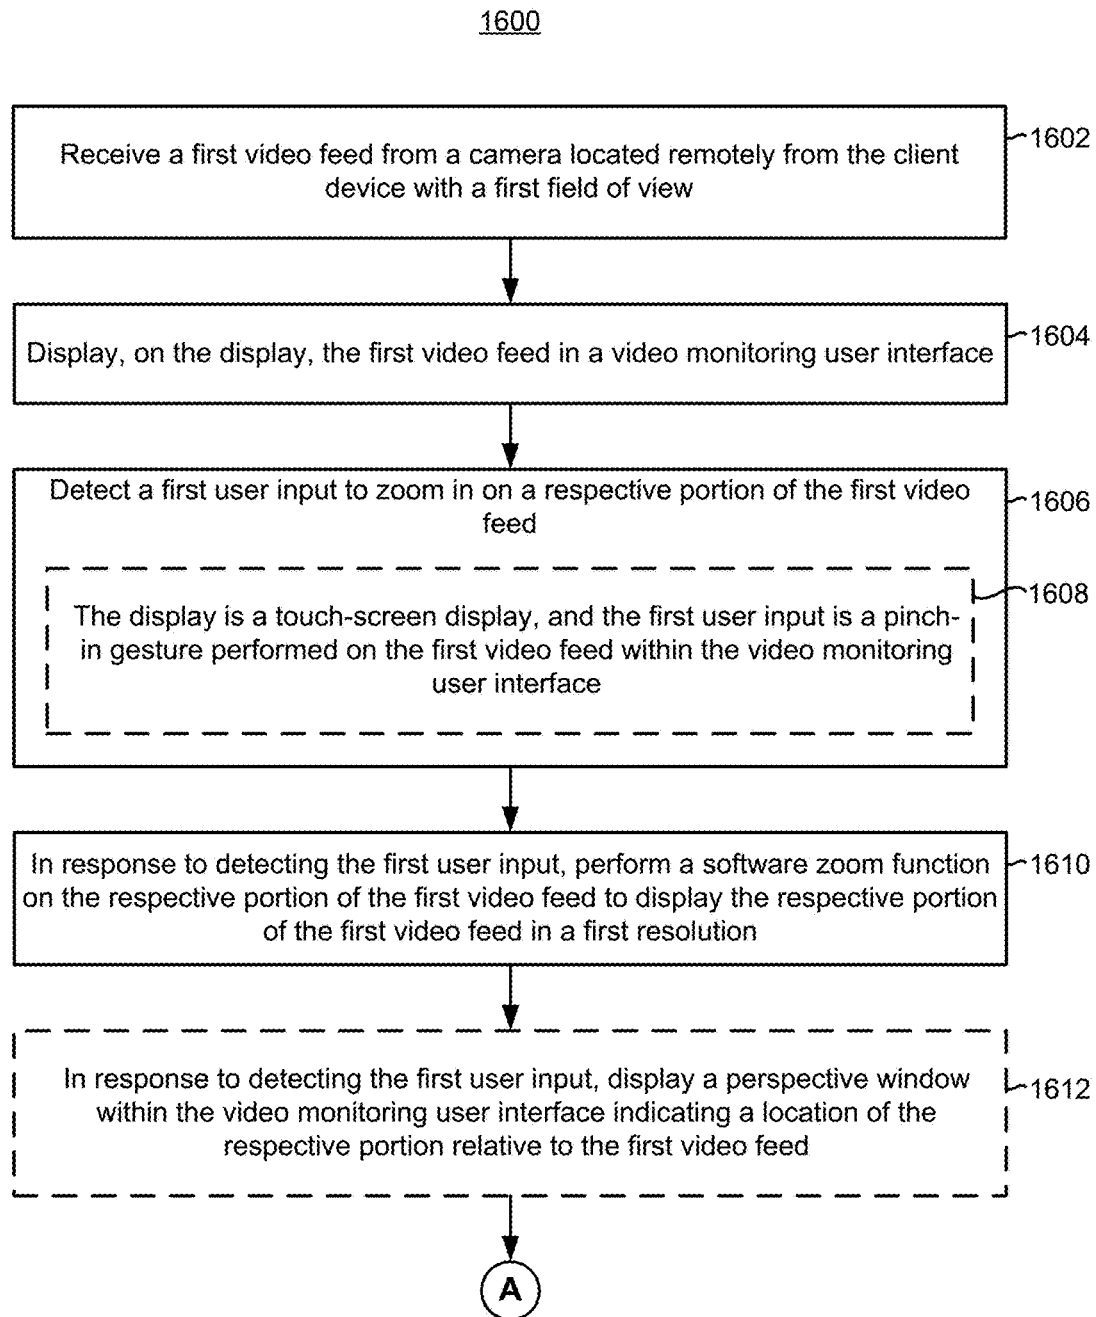 1600
Receive a first video feed from a camera located remotely from the client
device with a first field of view
1602
Display, on the display, the first video feed in a video monitoring user interface
1604
Detect a first user input to zoom in on a respective portion of the first video
feed
1606
The display is a touch-screen display, and the first user input is a pinch-
in gesture performed on the first video feed within the video monitoring
user interface
1608
In response to detecting the first user input, perform a software zoom function
on the respective portion of the first video feed to display the respective portion
of the first video feed in a first resolution
1610
In response to detecting the first user input, display a perspective window
within the video monitoring user interface indicating a location of the
respective portion relative to the first video feed
1612
A